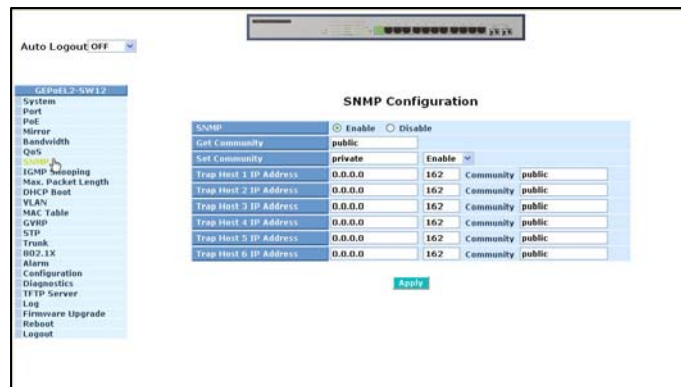 Auto Logout OFF
GEPoEL2-SW12
System
Port
PoE
Mirror
Bandwidth
QoS
SNMP
IGMP Snooping
Max. Packet Length
DHCP Boot
VLAN
MAC Table
GVRP
STP
Trunk
802.1X
Alarm
Configuration
Diagnostics
TFTP Server
Log
Firmware Upgrade
Reboot
Logout
SNMP Configuration
SNMP Enable Disable
Get Community public
Set Community private Enable
Trap Host 1 IP Address 0.0.0.0 162 Community public
Trap Host 2 IP Address 0.0.0.0 162 Community public
Trap Host 3 IP Address 0.0.0.0 162 Community public
Trap Host 4 IP Address 0.0.0.0 162 Community public
Trap Host 5 IP Address 0.0.0.0 162 Community public
Trap Host 6 IP Address 0.0.0.0 162 Community public
Apply